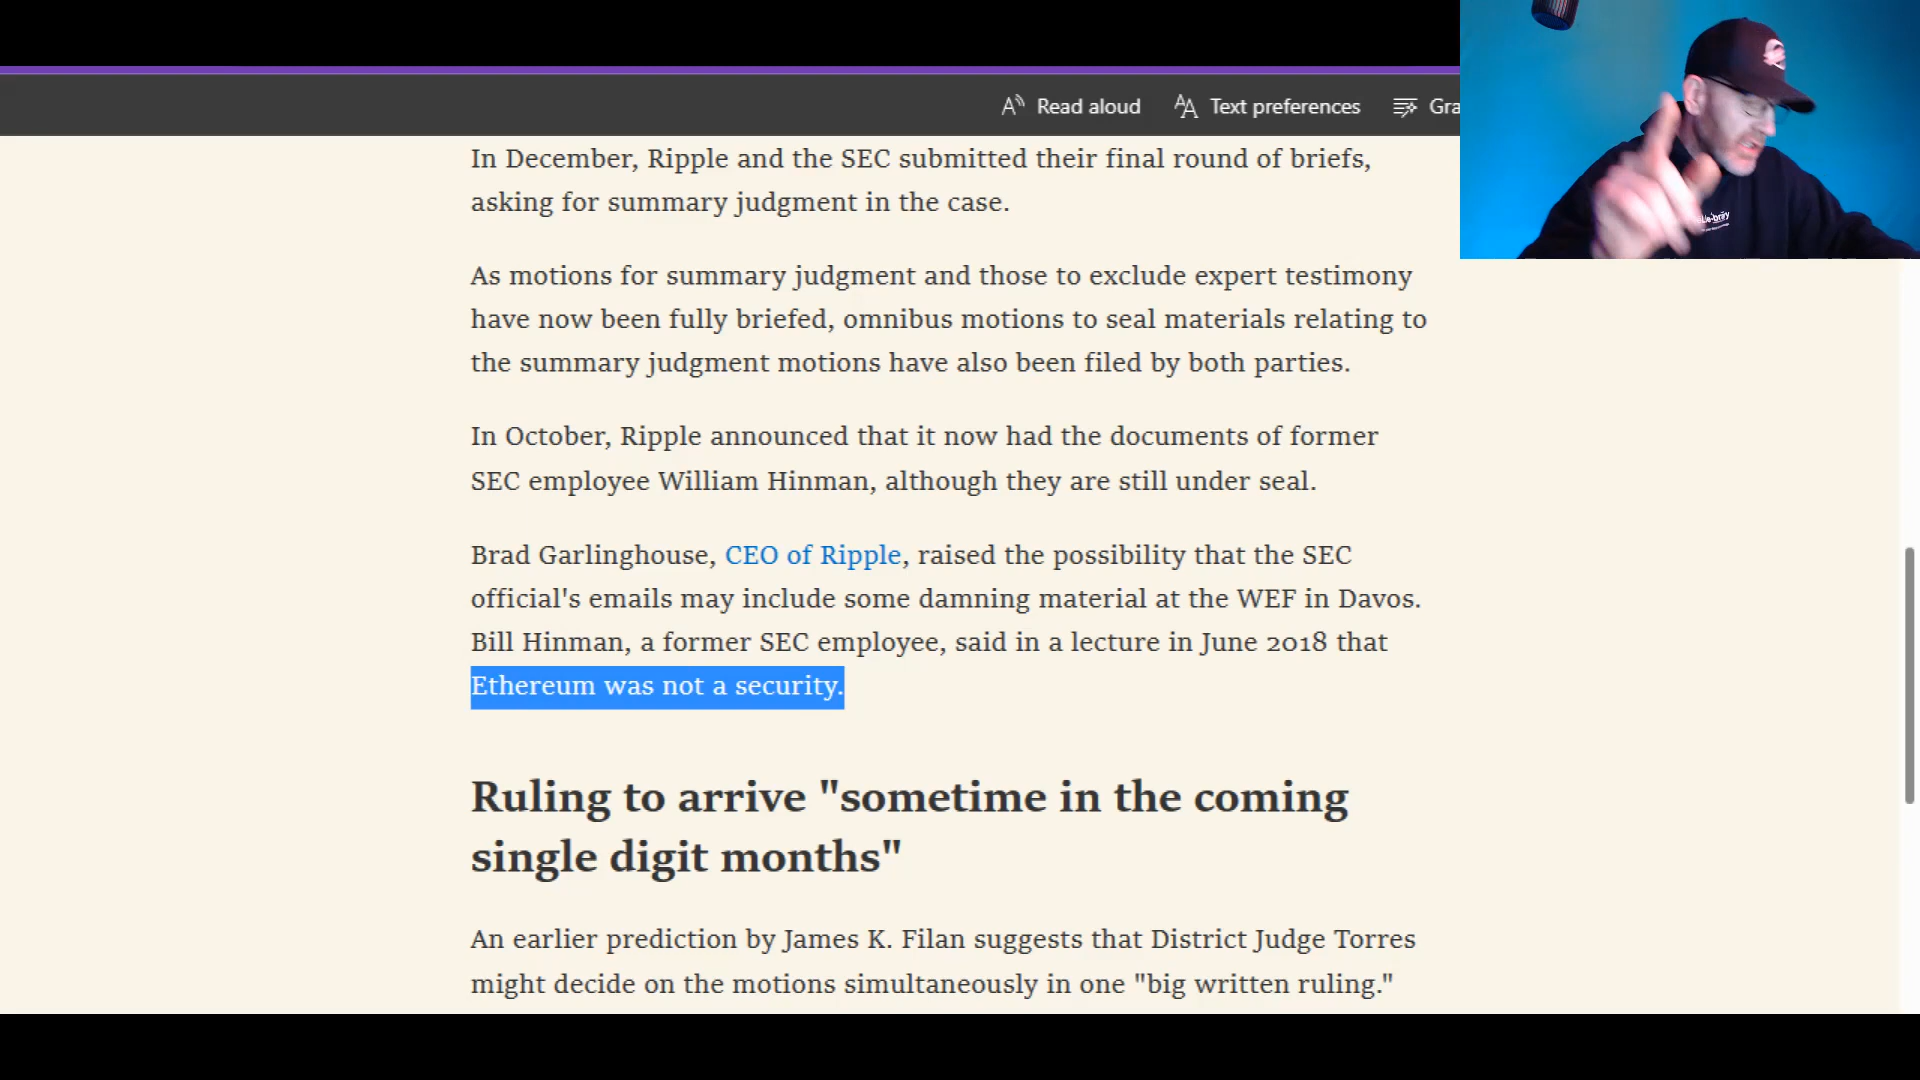 Read aloud
Text preferences
Gra
In December, Ripple and the SEC submitted their final round of briefs,
asking for summary judgment in the case.
As motions for summary judgment and those to exclude expert testimony
have now been fully briefed, omnibus motions to seal materials relating to
the summary judgment motions have also been filed by both parties.
In October, Ripple announced that it now had the documents of former
SEC employee William Hinman, although they are still under seal.
Brad Garlinghouse, CEO of Ripple, raised the possibility that the SEC
official's emails may include some damning material at the WEF in Davos.
Bill Hinman, a former SEC employee, said in a lecture in June 2018 that
Ethereum was not a security.
Ruling to arrive "sometime in the coming
single digit months"
An earlier prediction by James K. Filan suggests that District Judge Torres
might decide on the motions simultaneously in one "big written ruling."